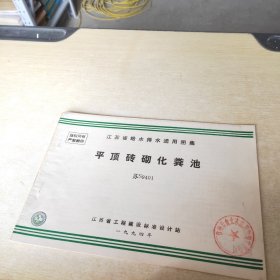 江苏省给水排水通用图集
平顶砖砌化粪池
苏S9401
江苏省工程建设标准设计站
一九九四年